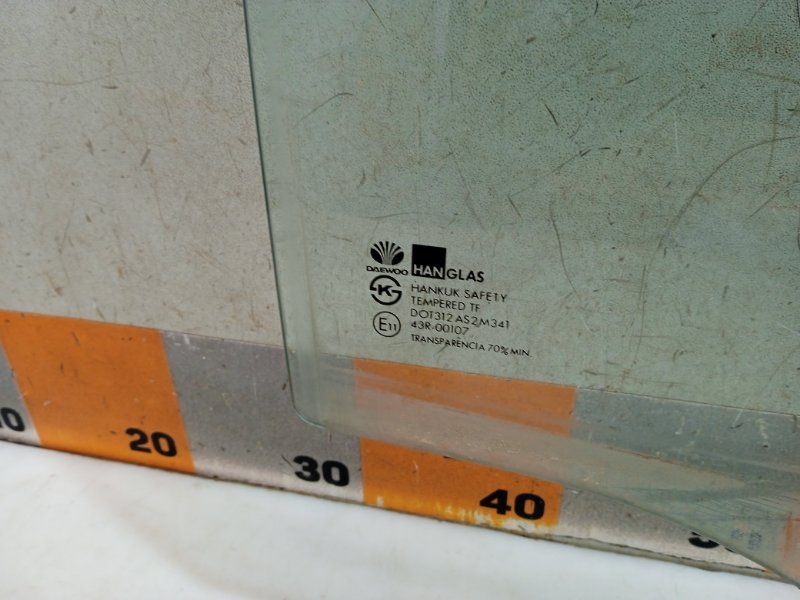 DAEWOO HANGLAS
K
HANKUK SAFETY
TEMPERED TF
DOT312 AS2M341
E11 43R-00107
TRANSPARÊNCIA 70% MIN.
20
30
40